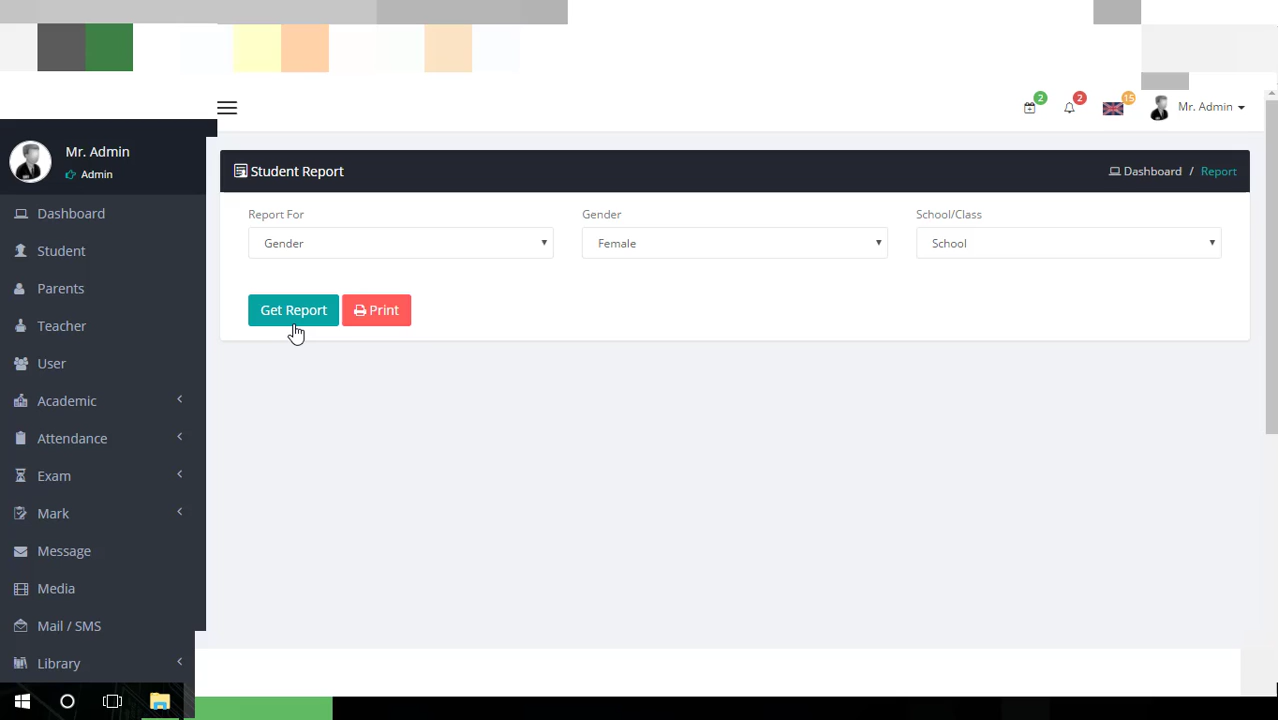 2
2
15
Mr. Admin
Mr. Admin
Admin
Student Report
Dashboard / Report
Dashboard
Student
Parents
Teacher
User
Academic
Attendance
Exam
Mark
Message
Media
Mail / SMS
Library
Report For
Gender
School/Class
Gender
Female
School
Get Report
Print